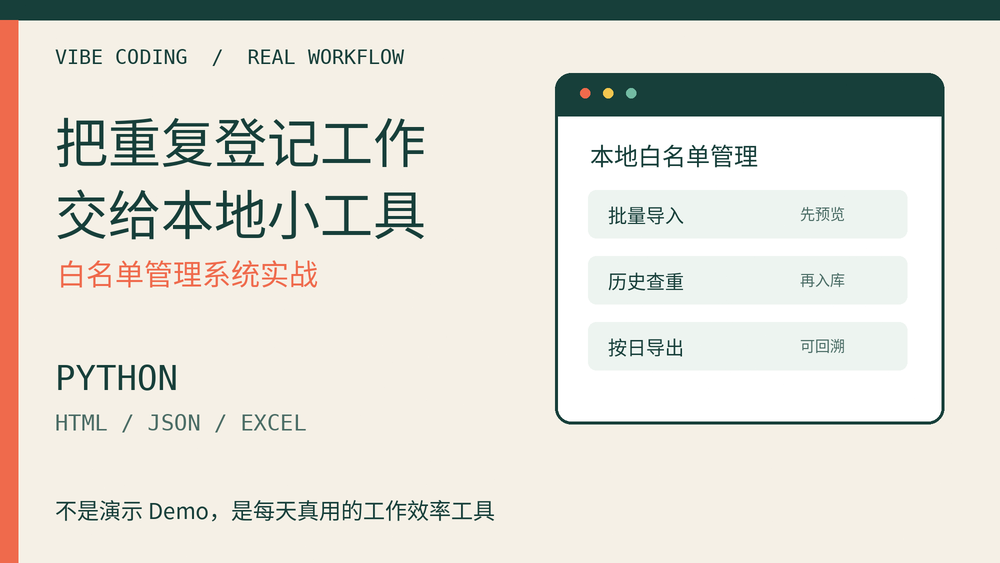 VIBE CODING / REAL WORKFLOW
把重复登记工作
交给本地小工具
白名单管理系统实战
PYTHON
HTML / JSON / EXCEL
不是演示 Demo，是每天真用的工作效率工具
本地白名单管理
批量导入 先预览
历史查重 再入库
按日导出 可回溯